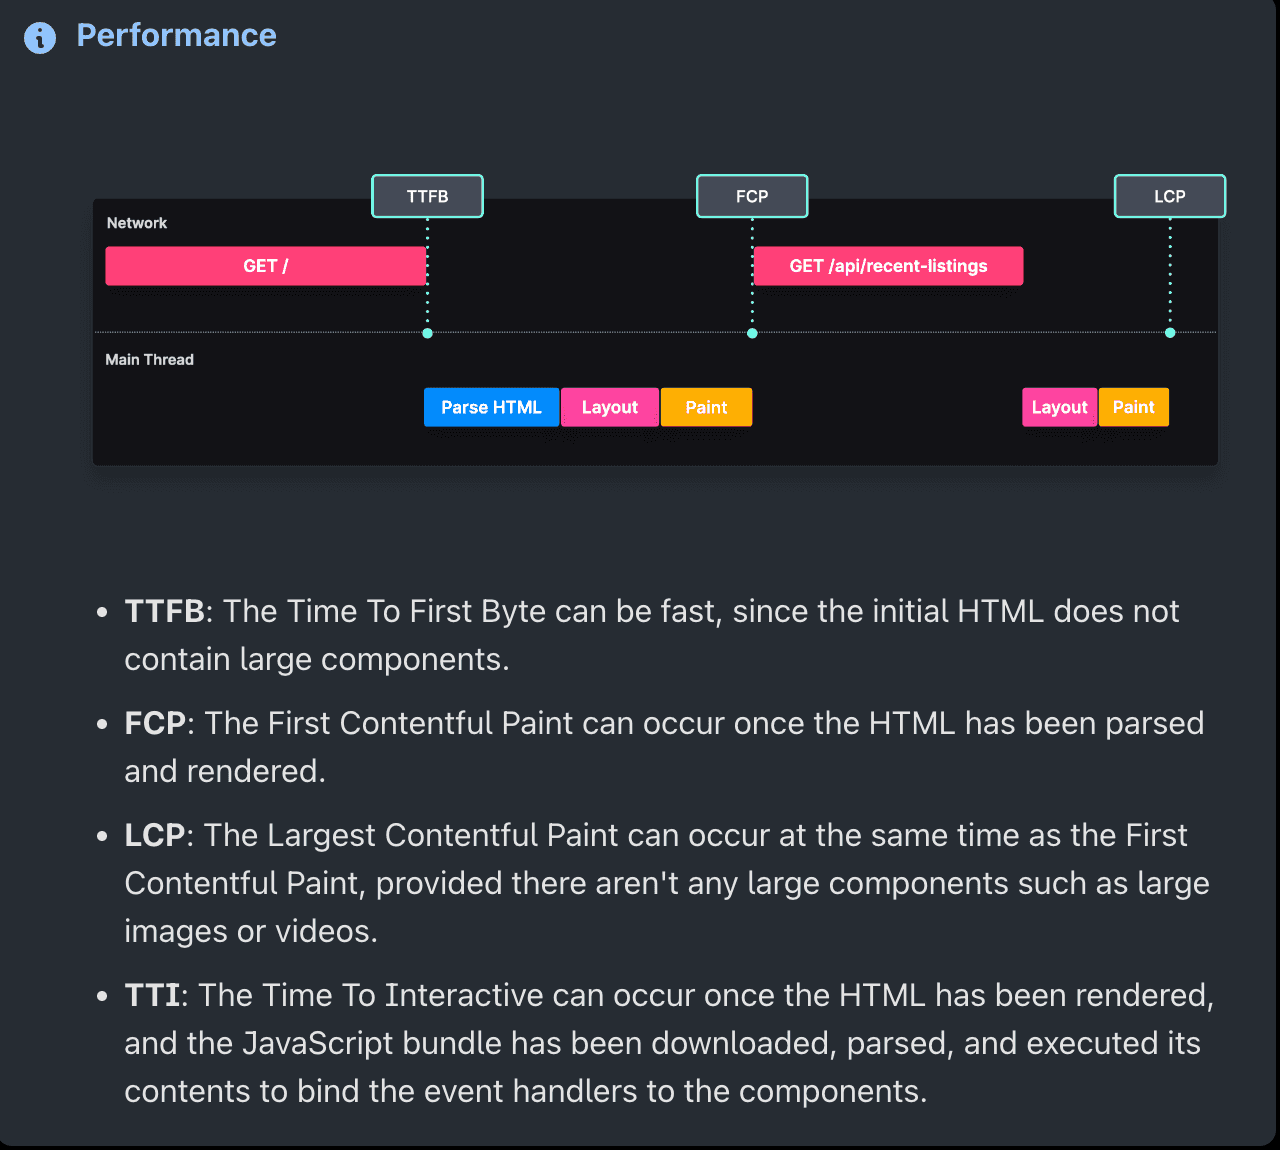 Performance
TTFB
FCP
LCP
Network
GET /
GET /api/recent-listings
Main Thread
Parse HTML
Layout
Paint
Layout
Paint
• TTFB: The Time To First Byte can be fast, since the initial HTML does not
contain large components.
• FCP: The First Contentful Paint can occur once the HTML has been parsed
and rendered.
• LCP: The Largest Contentful Paint can occur at the same time as the First
Contentful Paint, provided there aren't any large components such as large
images or videos.
• TTI: The Time To Interactive can occur once the HTML has been rendered,
and the JavaScript bundle has been downloaded, parsed, and executed its
contents to bind the event handlers to the components.